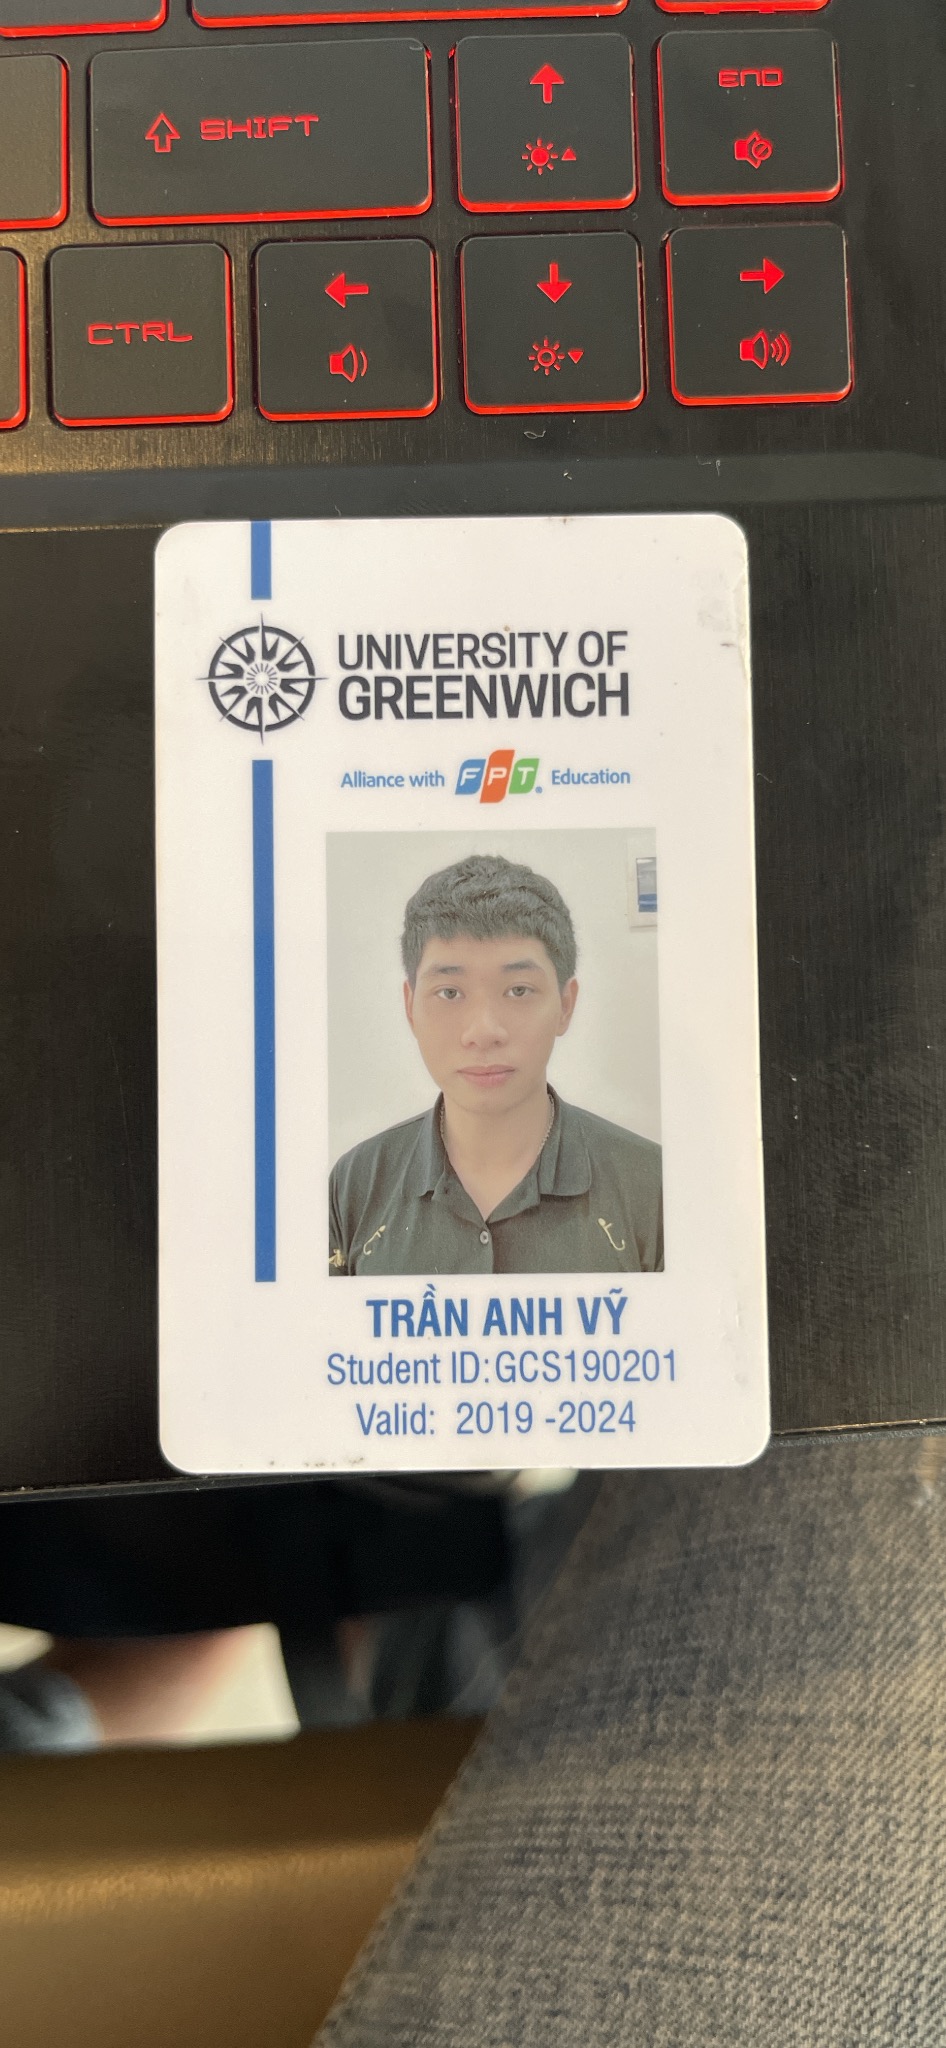 SHIFT
END
CTRL
UNIVERSITY OF
GREENWICH
Alliance with FPT Education
TRẦN ANH VỸ
Student ID:GCS190201
Valid: 2019 -2024